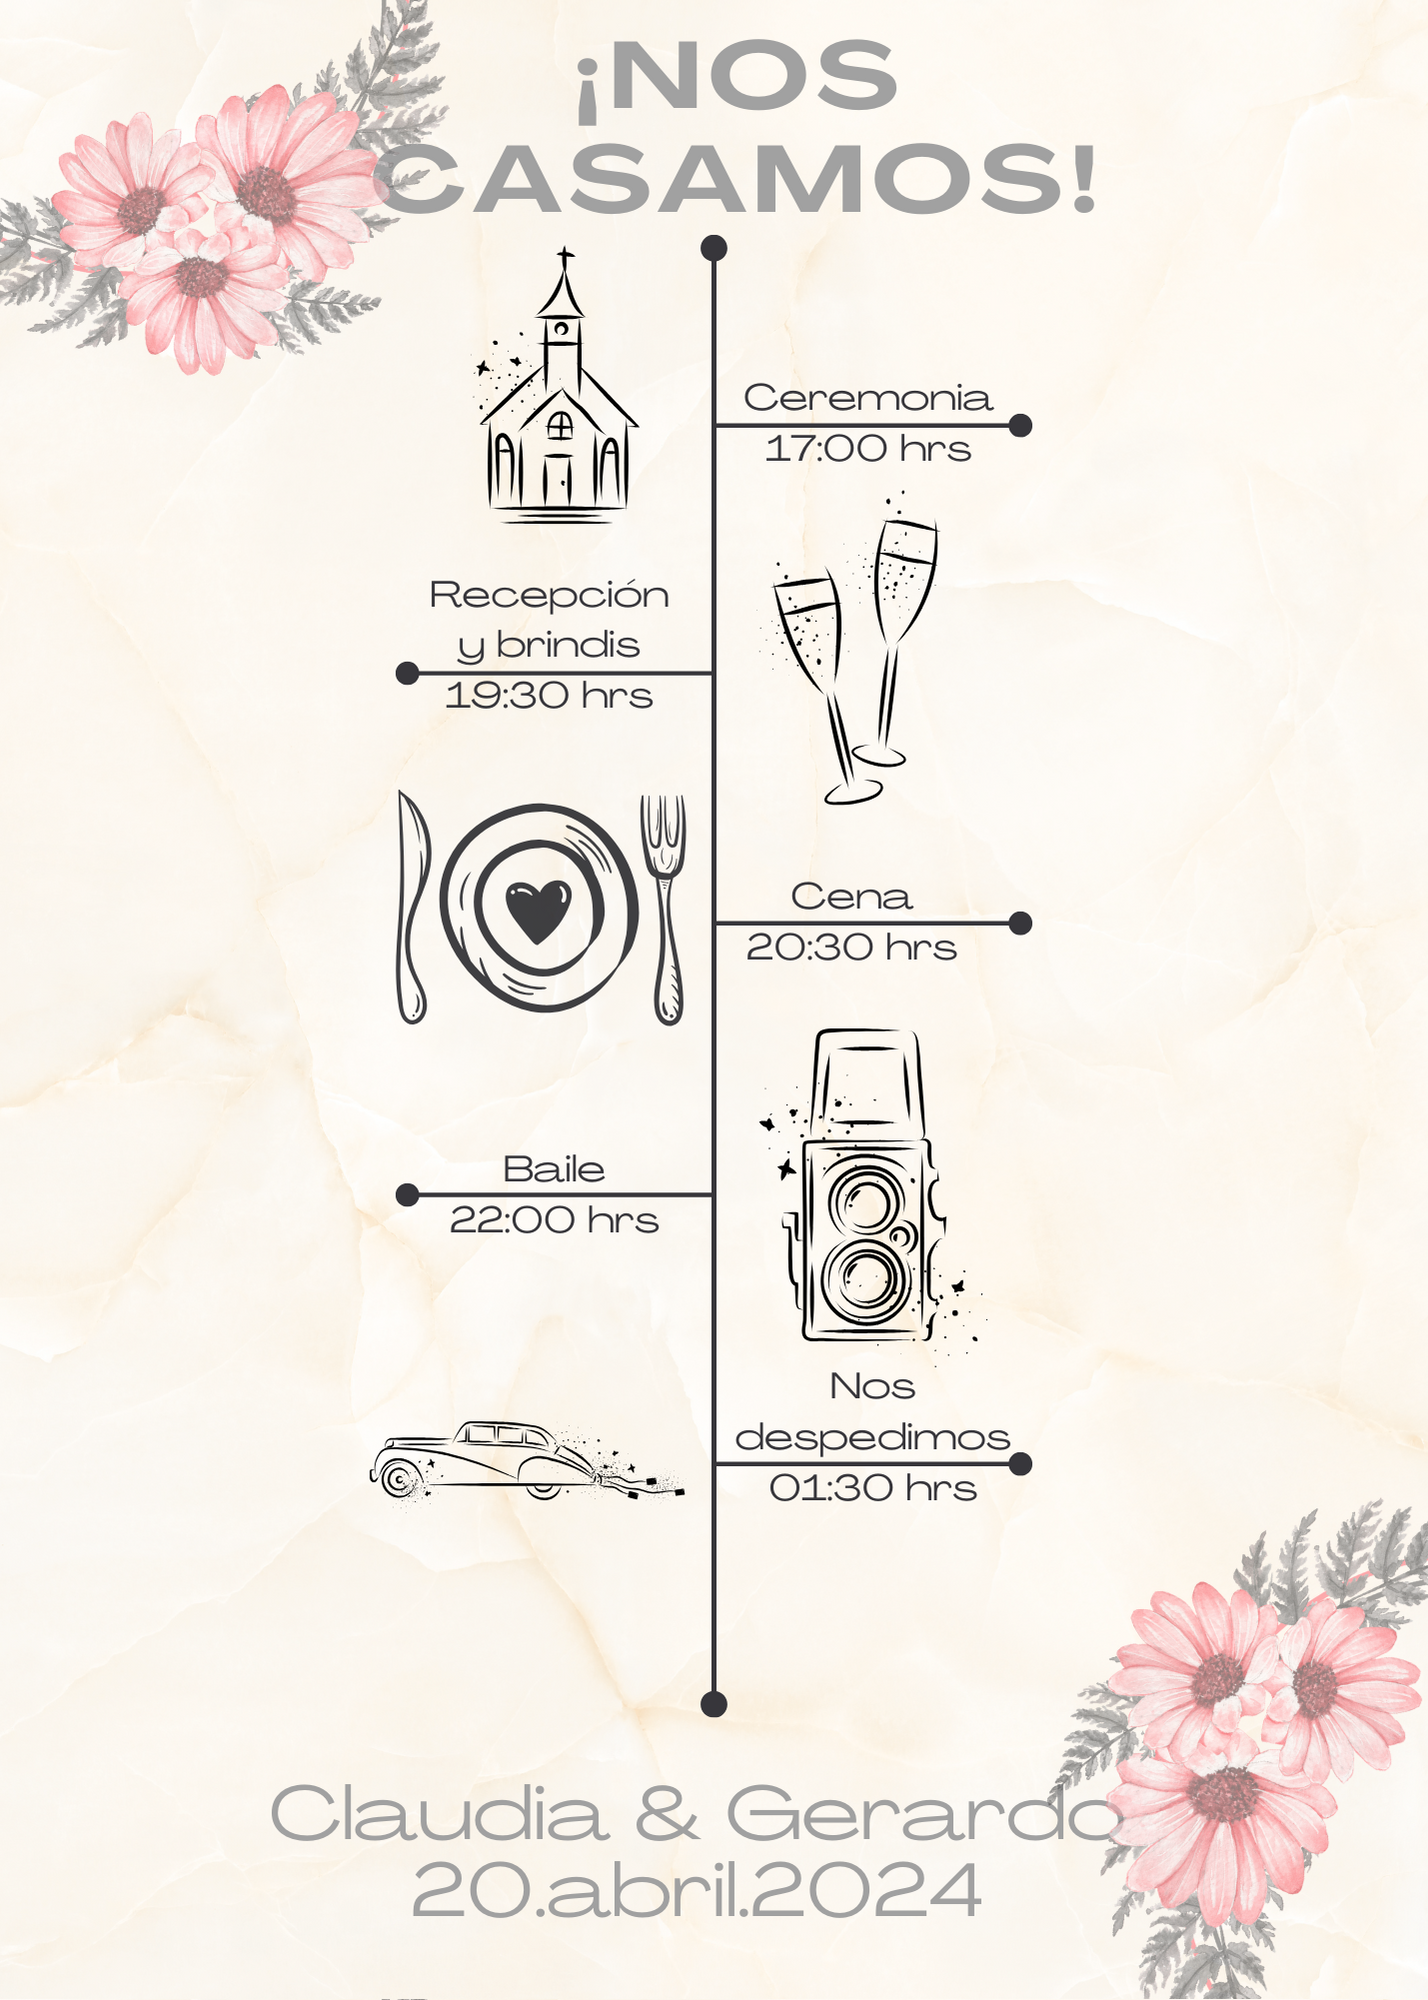 ¡NOS
CASAMOS!
Ceremonia
17:00 hrs
Recepción
y brindis
19:30 hrs
Cena
20:30 hrs
Baile
22:00 hrs
Nos
despedimos
01:30 hrs
Claudia & Gerardo
20.abril.2024